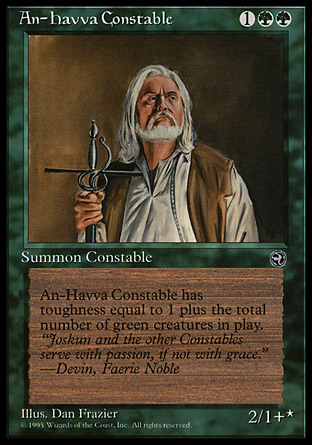 An-Havva Constable 1
Summon Constable
An-Havva Constable has
toughness equal to 1 plus the total
number of green creatures in play.
"Joskun and the other Constables
serve with passion, if not with grace."
—Devin, Faerie Noble
Illus. Dan Frazier
© 1995 Wizards of the Coast, Inc. All rights reserved.
2/1+*